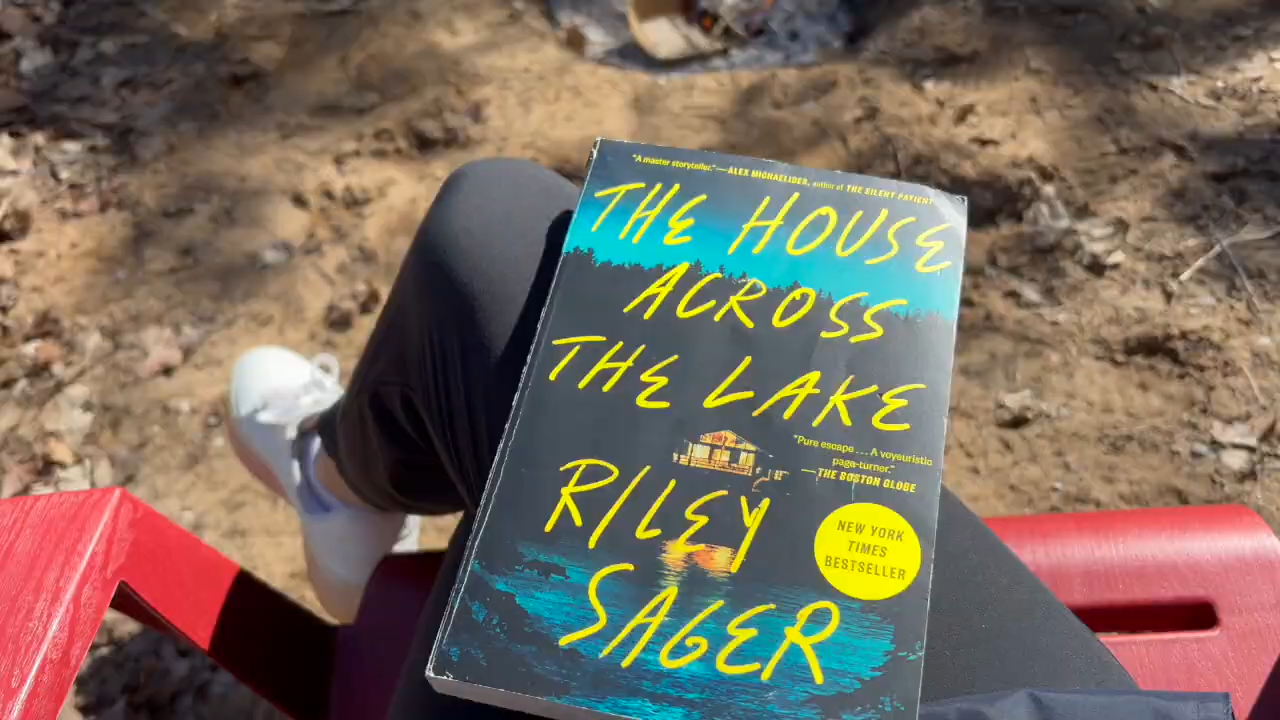 "A master storyteller."—ALEX MICHAELIDES, author of THE SILENT PATIENT
THE HOUSE
ACROSS
THE LAKE
"Pure escape . . . A voyeuristic
page-turner."
—THE BOSTON GLOBE
RILEY
SAGER
NEW YORK
TIMES
BESTSELLER